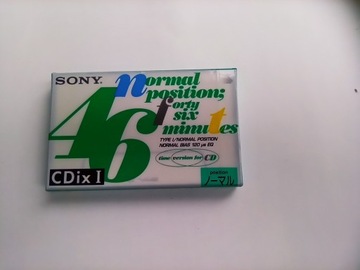 SONY
normal
position;
forty
six
minutes
46
TYPE I/NORMAL POSITION
NORMAL BIAS 120 μs EQ
time version for CD
CDix I
position
ノーマル